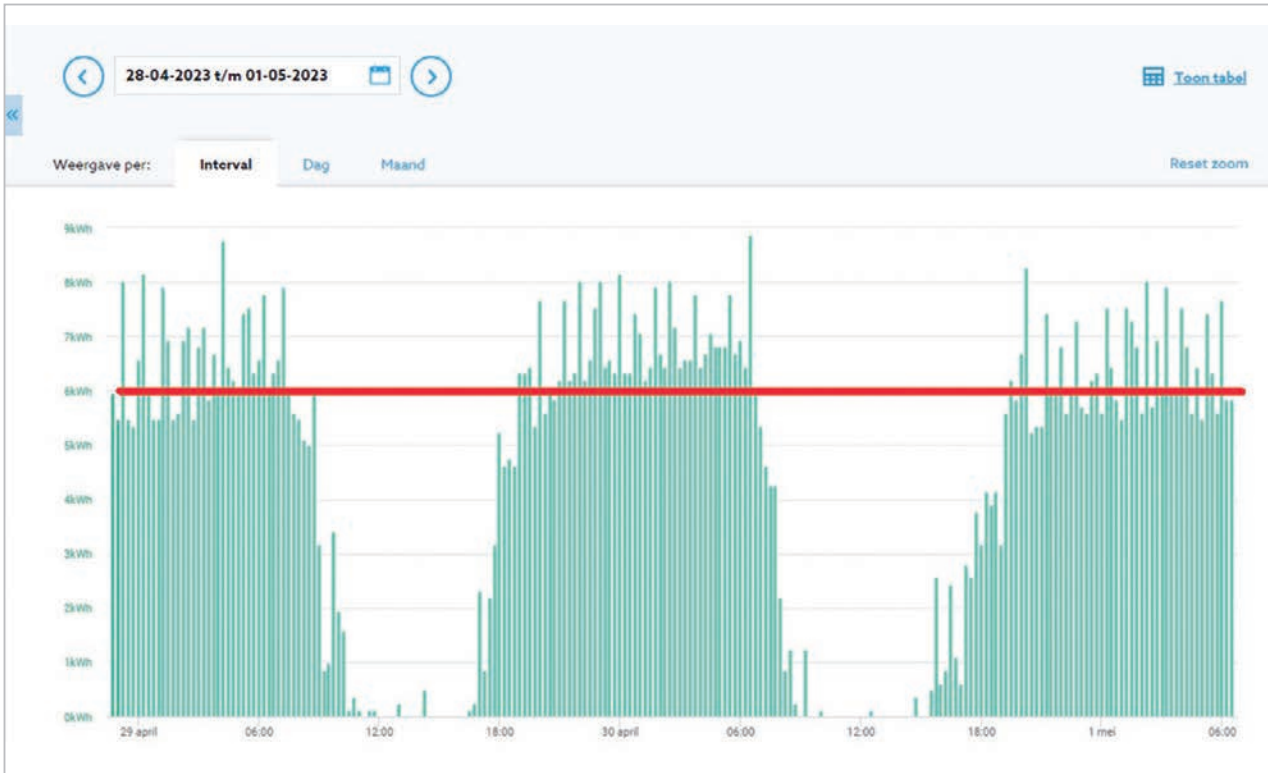 28-04-2023 t/m 01-05-2023
Toon tabel
«
Weergave per:
Interval
Dag
Maand
Reset zoom
9kWh
8kWh
7kWh
6kWh
5kWh
4kWh
3kWh
2kWh
1kWh
0kWh
29 april 06:00 12:00 18:00 30 april 06:00 12:00 18:00 1 mei 06:00